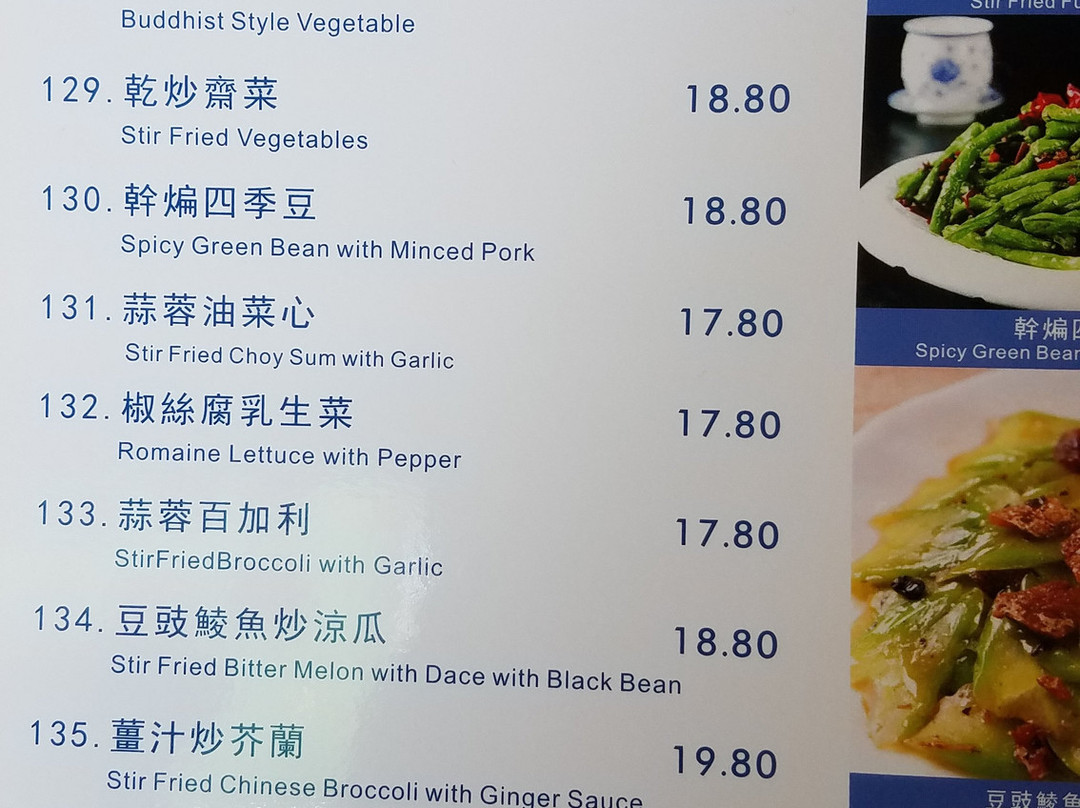 Buddhist Style Vegetable
129. 乾炒齋菜 18.80
Stir Fried Vegetables
130. 幹煸四季豆 18.80
Spicy Green Bean with Minced Pork
131. 蒜蓉油菜心 17.80
Stir Fried Choy Sum with Garlic
132. 椒絲腐乳生菜 17.80
Romaine Lettuce with Pepper
133. 蒜蓉百加利 17.80
StirFriedBroccoli with Garlic
134. 豆豉鯪魚炒涼瓜 18.80
Stir Fried Bitter Melon with Dace with Black Bean
135. 薑汁炒芥蘭 19.80
Stir Fried Chinese Broccoli with Ginger Sauce
Stir Fried
幹煸
Spicy Green Bean
豆豉鯪魚